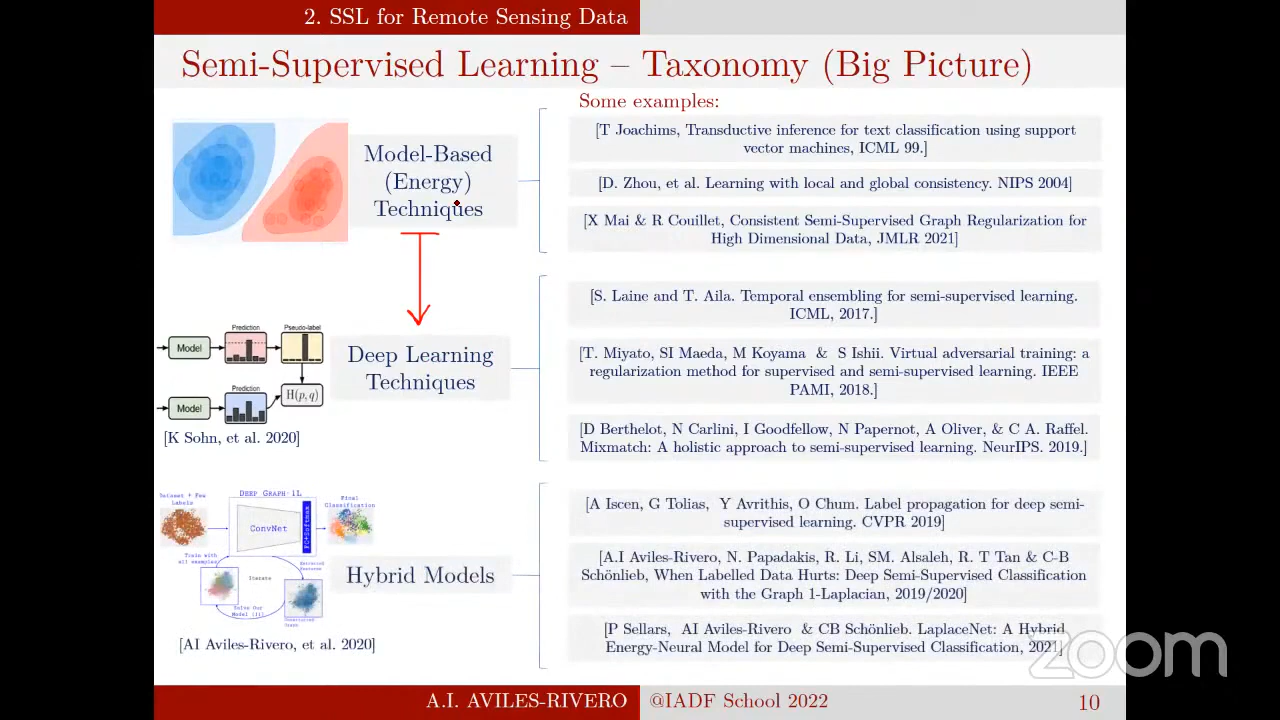 2. SSL for Remote Sensing Data
Semi-Supervised Learning – Taxonomy (Big Picture)
Some examples:
Model-Based
(Energy)
Techniques
[T Joachims, Transductive inference for text classification using support
vector machines, ICML 99.]
[D. Zhou, et al. Learning with local and global consistency. NIPS 2004]
[X Mai & R Couillet, Consistent Semi-Supervised Graph Regularization for
High Dimensional Data, JMLR 2021]
Prediction
Pseudo-label
Model
Prediction
Model
H(p, q)
[K Sohn, et al. 2020]
Deep Learning
Techniques
[S. Laine and T. Aila. Temporal ensembling for semi-supervised learning.
ICML, 2017.]
[T. Miyato, SI Maeda, M Koyama & S Ishii. Virtual adversarial training: a
regularization method for supervised and semi-supervised learning. IEEE
PAMI, 2018.]
[D Berthelot, N Carlini, I Goodfellow, N Papernot, A Oliver, & C A. Raffel.
Mixmatch: A holistic approach to semi-supervised learning. NeurIPS. 2019.]
Dataset + Few
Labels
Deep Graph-1L
Final
Classification
ConvNet
FC+Softmax
Train with
all examples
Iterate
Extracted
Features
Solve Our
Model (11)
Constructed
Graph
[AI Aviles-Rivero, et al. 2020]
Hybrid Models
[A Iscen, G Tolias, Y Avrithis, O Chum. Label propagation for deep semi-
supervised learning. CVPR 2019]
[A.I Aviles-Rivero, N Papadakis, R. Li, SM. Alsaleh, R. T Tan & C-B
Schönlieb, When Labelled Data Hurts: Deep Semi-Supervised Classification
with the Graph 1-Laplacian, 2019/2020]
[P Sellars, AI Aviles-Rivero & CB Schönlieb. LaplaceNet: A Hybrid
Energy-Neural Model for Deep Semi-Supervised Classification, 2021]
zoom
A.I. AVILES-RIVERO
@IADF School 2022
10